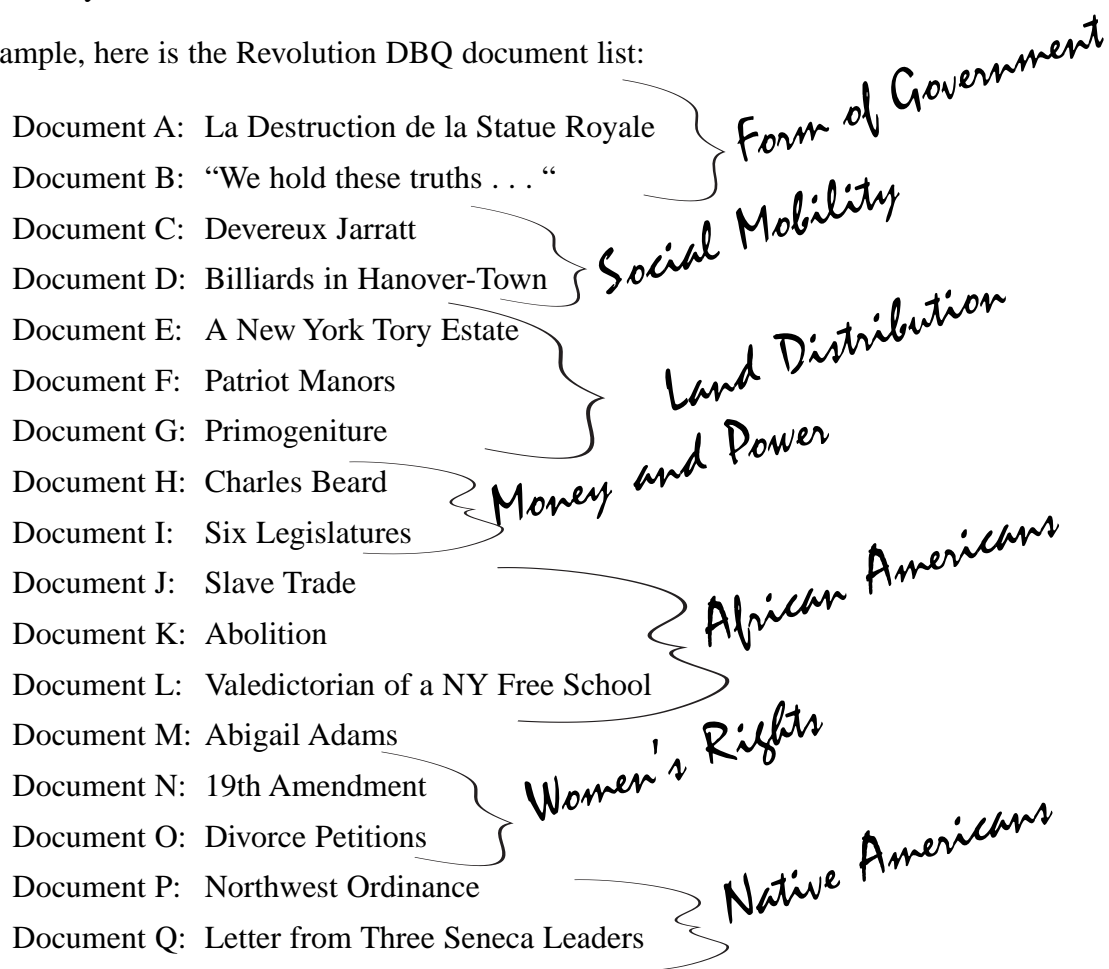 ample, here is the Revolution DBQ document list:
Form of Government
Document A: La Destruction de la Statue Royale
Document B: “We hold these truths . . . “
Social Mobility
Document C: Devereux Jarratt
Document D: Billiards in Hanover-Town
Land Distribution
Document E: A New York Tory Estate
Document F: Patriot Manors
Document G: Primogeniture
Money and Power
Document H: Charles Beard
Document I: Six Legislatures
African Americans
Document J: Slave Trade
Document K: Abolition
Document L: Valedictorian of a NY Free School
Women's Rights
Document M: Abigail Adams
Document N: 19th Amendment
Document O: Divorce Petitions
Native Americans
Document P: Northwest Ordinance
Document Q: Letter from Three Seneca Leaders